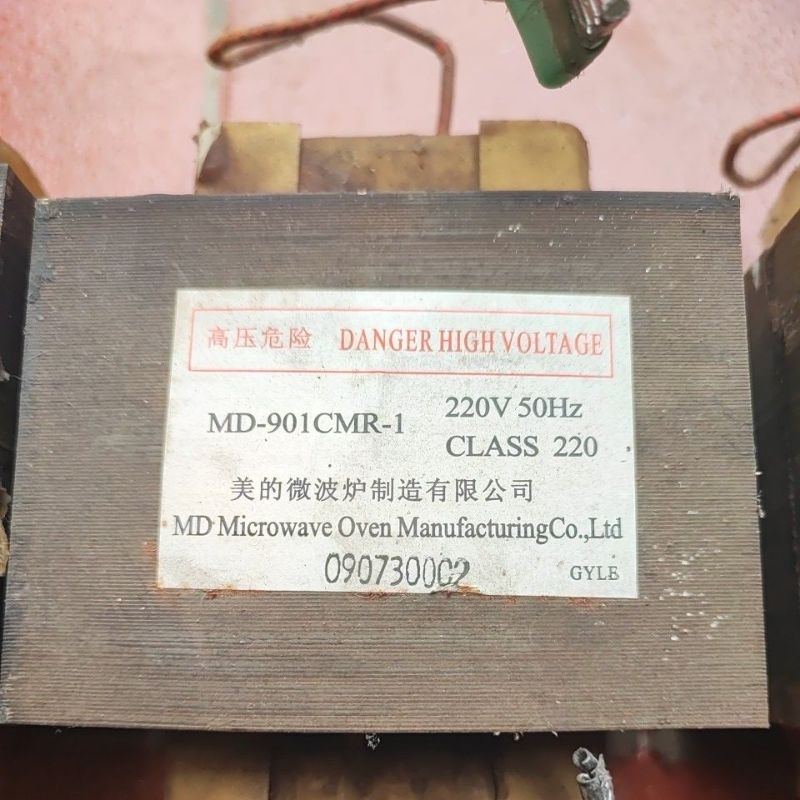 高压危险 DANGER HIGH VOLTAGE
MD-901CMR-1 220V 50Hz
CLASS 220
美的微波炉制造有限公司
MD Microwave Oven ManufacturingCo.,Ltd
090730002 GYLE